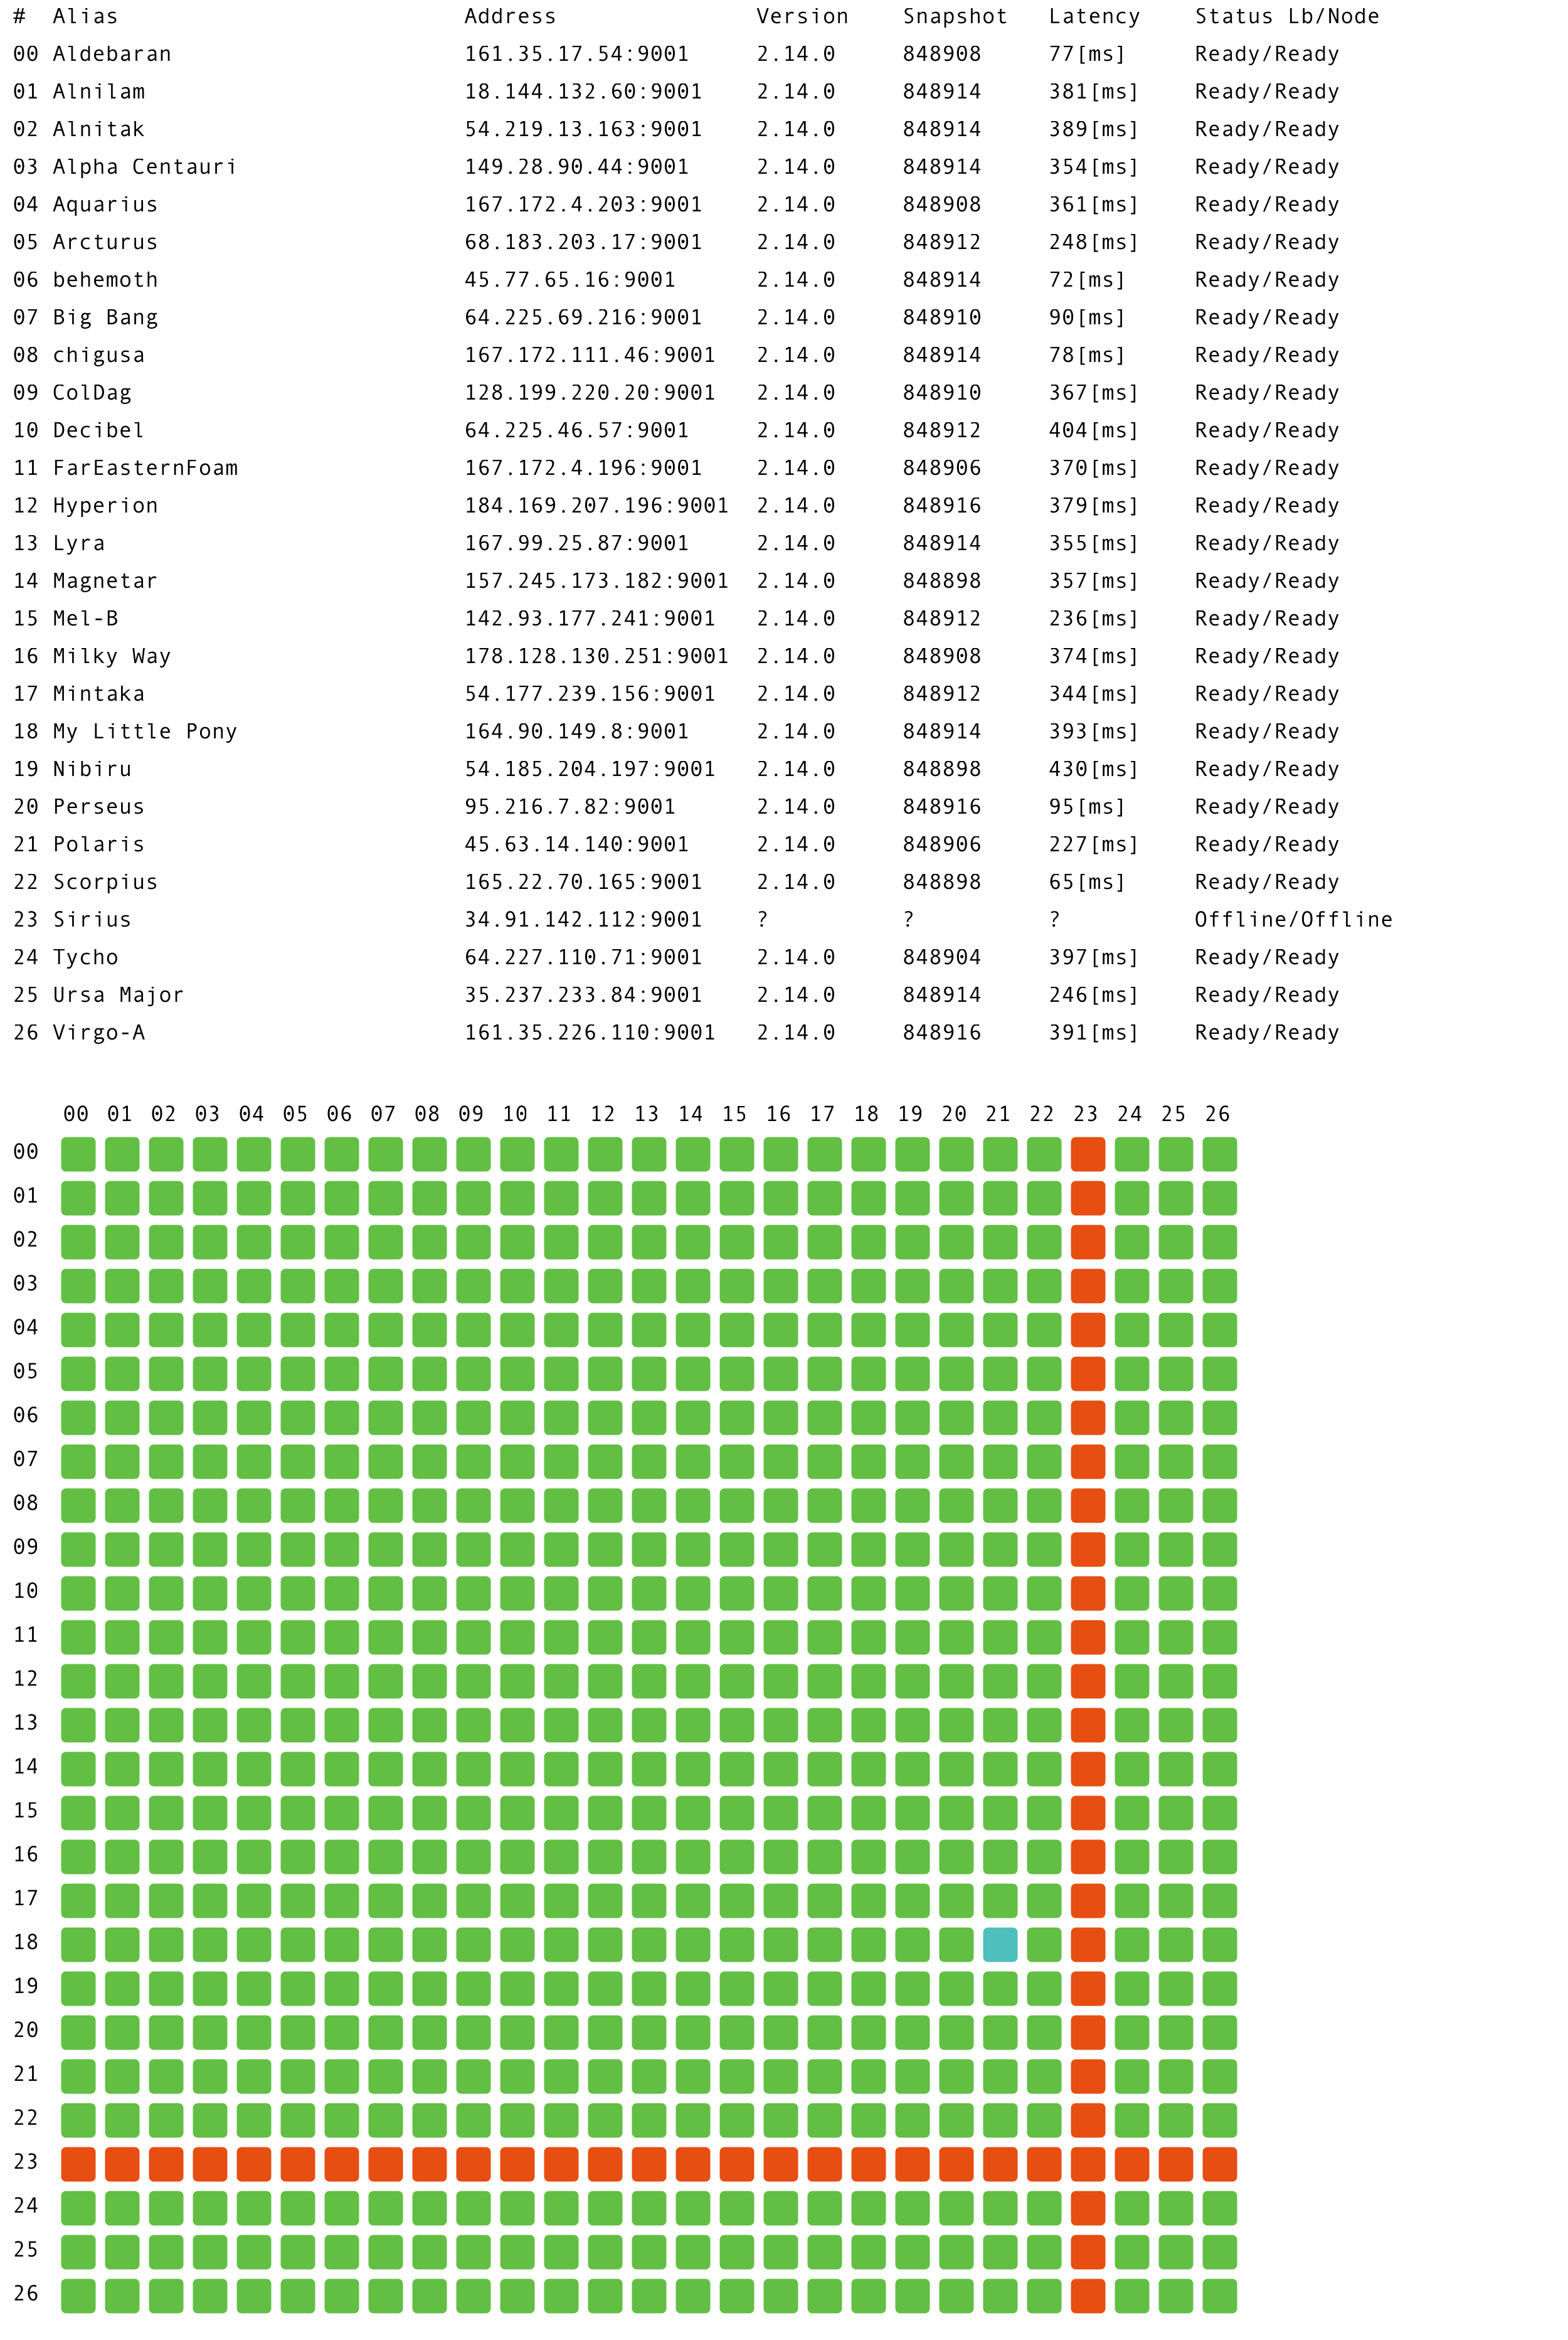 # Alias Address Version Snapshot Latency Status Lb/Node
00 Aldebaran 161.35.17.54:9001 2.14.0 848908 77[ms] Ready/Ready
01 Alnilam 18.144.132.60:9001 2.14.0 848914 381[ms] Ready/Ready
02 Alnitak 54.219.13.163:9001 2.14.0 848914 389[ms] Ready/Ready
03 Alpha Centauri 149.28.90.44:9001 2.14.0 848914 354[ms] Ready/Ready
04 Aquarius 167.172.4.203:9001 2.14.0 848908 361[ms] Ready/Ready
05 Arcturus 68.183.203.17:9001 2.14.0 848912 248[ms] Ready/Ready
06 behemoth 45.77.65.16:9001 2.14.0 848914 72[ms] Ready/Ready
07 Big Bang 64.225.69.216:9001 2.14.0 848910 90[ms] Ready/Ready
08 chigusa 167.172.111.46:9001 2.14.0 848914 78[ms] Ready/Ready
09 ColDag 128.199.220.20:9001 2.14.0 848910 367[ms] Ready/Ready
10 Decibel 64.225.46.57:9001 2.14.0 848912 404[ms] Ready/Ready
11 FarEasternFoam 167.172.4.196:9001 2.14.0 848906 370[ms] Ready/Ready
12 Hyperion 184.169.207.196:9001 2.14.0 848916 379[ms] Ready/Ready
13 Lyra 167.99.25.87:9001 2.14.0 848914 355[ms] Ready/Ready
14 Magnetar 157.245.173.182:9001 2.14.0 848898 357[ms] Ready/Ready
15 Mel-B 142.93.177.241:9001 2.14.0 848912 236[ms] Ready/Ready
16 Milky Way 178.128.130.251:9001 2.14.0 848908 374[ms] Ready/Ready
17 Mintaka 54.177.239.156:9001 2.14.0 848912 344[ms] Ready/Ready
18 My Little Pony 164.90.149.8:9001 2.14.0 848914 393[ms] Ready/Ready
19 Nibiru 54.185.204.197:9001 2.14.0 848898 430[ms] Ready/Ready
20 Perseus 95.216.7.82:9001 2.14.0 848916 95[ms] Ready/Ready
21 Polaris 45.63.14.140:9001 2.14.0 848906 227[ms] Ready/Ready
22 Scorpius 165.22.70.165:9001 2.14.0 848898 65[ms] Ready/Ready
23 Sirius 34.91.142.112:9001 ? ? ? Offline/Offline
24 Tycho 64.227.110.71:9001 2.14.0 848904 397[ms] Ready/Ready
25 Ursa Major 35.237.233.84:9001 2.14.0 848914 246[ms] Ready/Ready
26 Virgo-A 161.35.226.110:9001 2.14.0 848916 391[ms] Ready/Ready
00 01 02 03 04 05 06 07 08 09 10 11 12 13 14 15 16 17 18 19 20 21 22 23 24 25 26
00
01
02
03
04
05
06
07
08
09
10
11
12
13
14
15
16
17
18
19
20
21
22
23
24
25
26